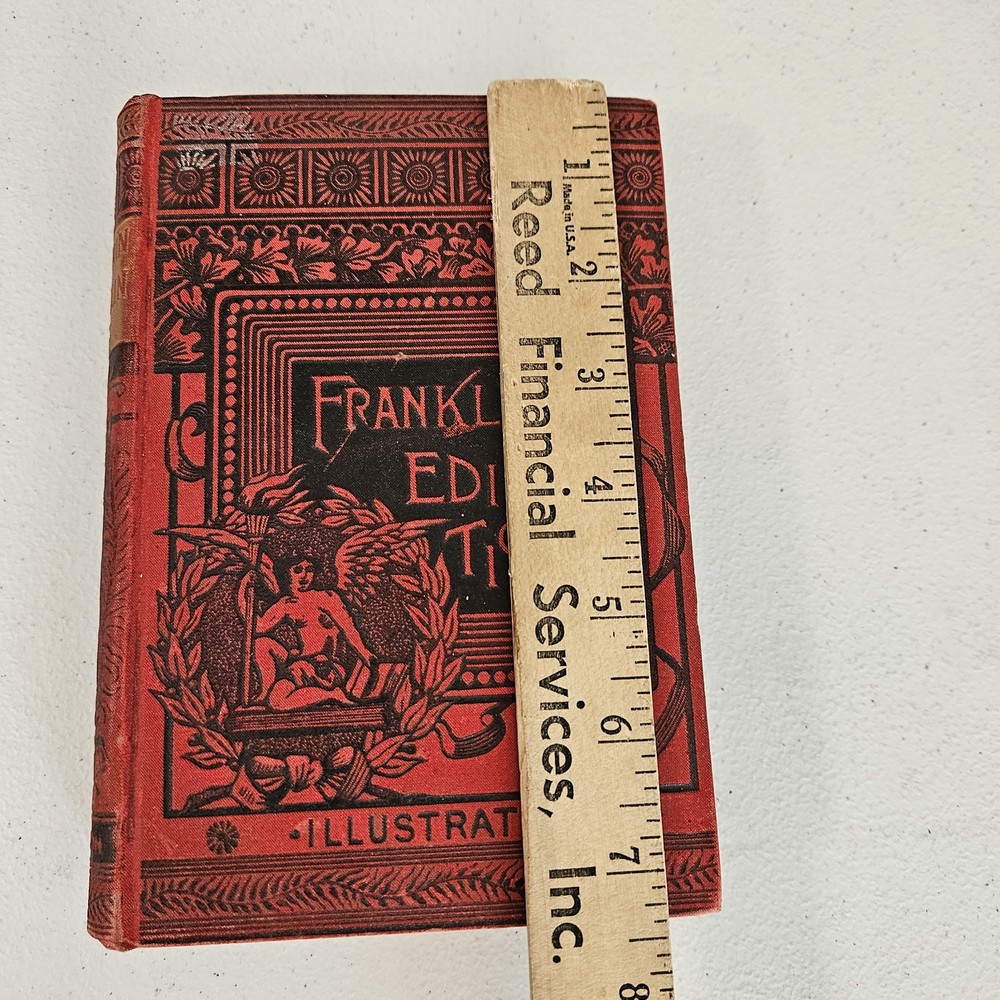 FRANKL
EDI
TI
ILLUSTRAT
Reed Financial Services, Inc.
Made in U.S.A.
1
2
3
4
5
6
7
8